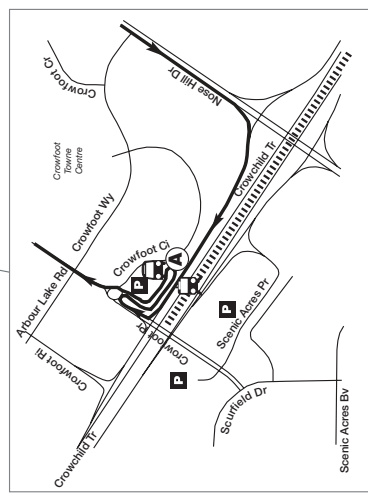 Crowfoot Cr
Nose Hill Dr
Crowfoot
Towne
Centre
Crowfoot Wy
Crowchild Tr
Arbour Lake Rd
Crowfoot Ci
P
A
Crowfoot Ri
Crowfoot Pr
P
Scenic Acres Pr
P
Crowchild Tr
Scurfield Dr
Scenic Acres Bv